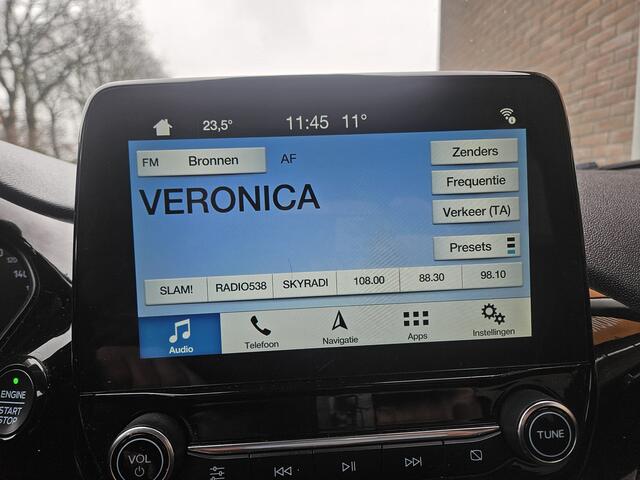 23,5° 11:45 11°
FM Bronnen AF Zenders
VERONICA Frequentie
Verkeer (TA)
Presets
SLAM! RADIO538 SKYRADI 108.00 88.30 98.10
Audio Telefoon Navigatie Apps Instellingen
ENGINE
START
STOP
VOL TUNE